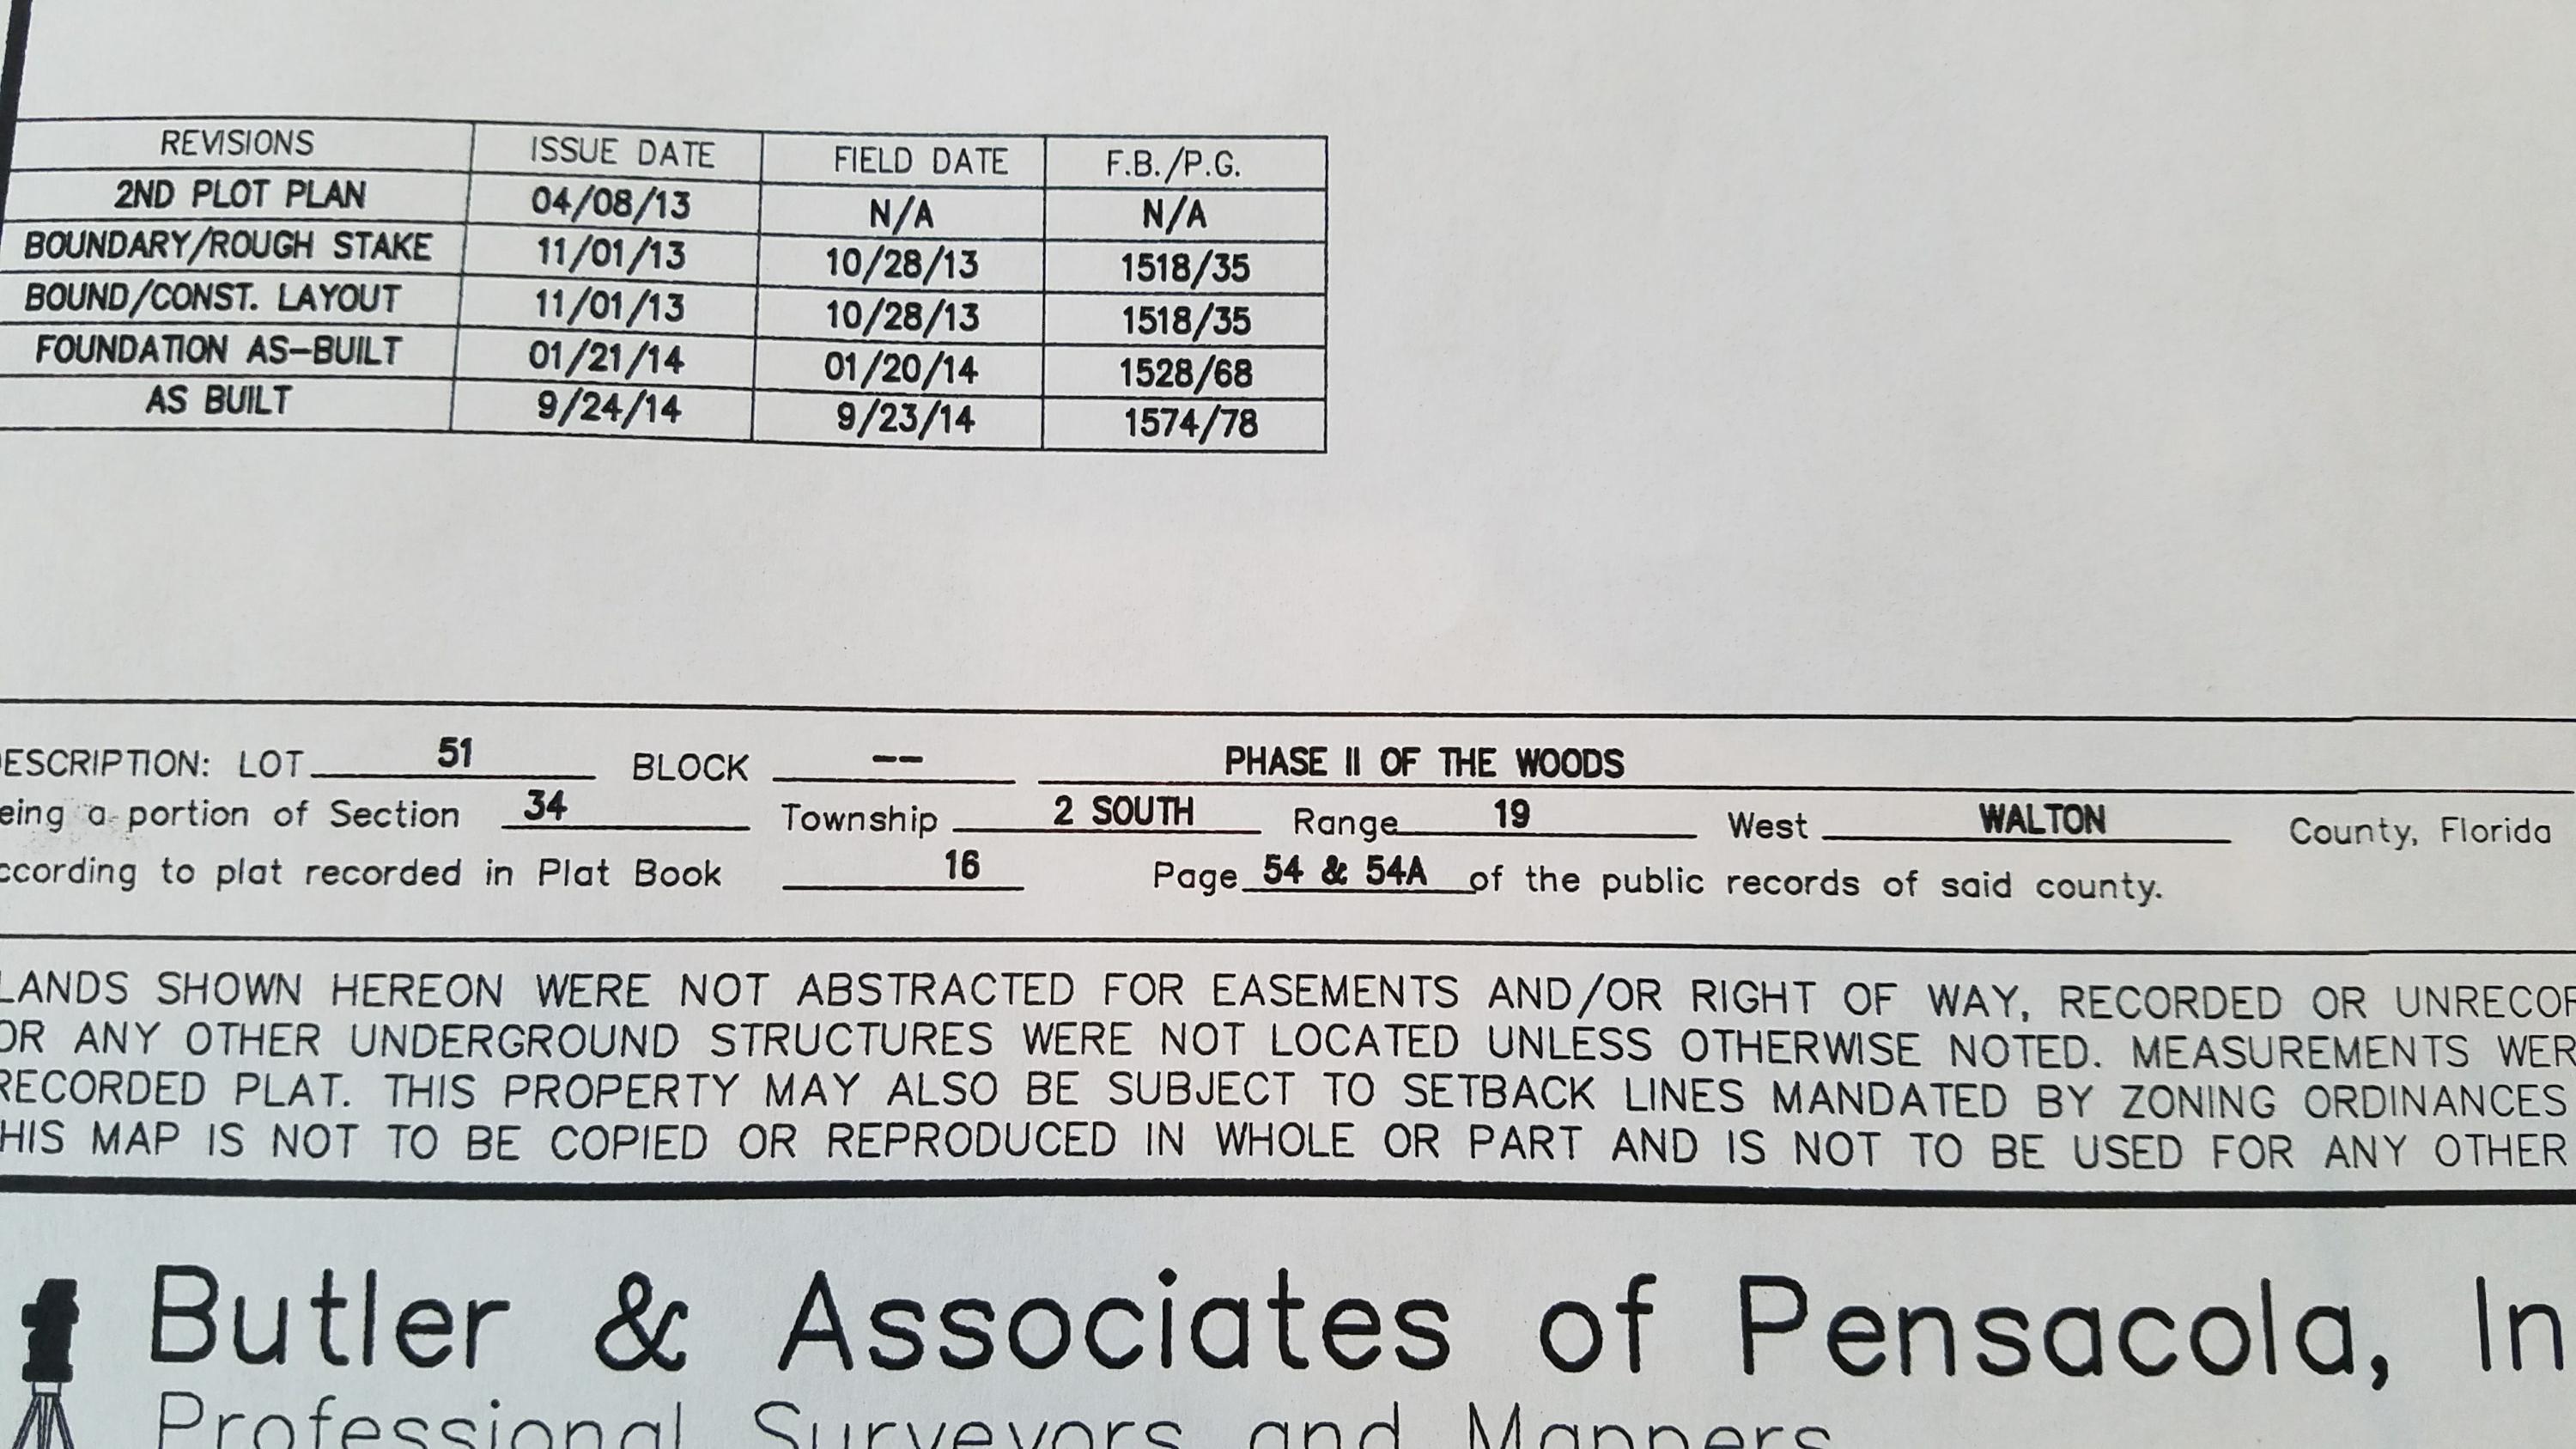 REVISIONS ISSUE DATE FIELD DATE F.B./P.G.
2ND PLOT PLAN 04/08/13 N/A N/A
BOUNDARY/ROUGH STAKE 11/01/13 10/28/13 1518/35
BOUND/CONST. LAYOUT 11/01/13 10/28/13 1518/35
FOUNDATION AS-BUILT 01/21/14 01/20/14 1528/68
AS BUILT 9/24/14 9/23/14 1574/78
ESCRIPTION: LOT 51 BLOCK -- PHASE II OF THE WOODS
eing a portion of Section 34 Township 2 SOUTH Range 19 West WALTON County, Florida
ccording to plat recorded in Plat Book 16 Page 54 & 54A of the public records of said county.
LANDS SHOWN HEREON WERE NOT ABSTRACTED FOR EASEMENTS AND/OR RIGHT OF WAY, RECORDED OR UNRECOR
OR ANY OTHER UNDERGROUND STRUCTURES WERE NOT LOCATED UNLESS OTHERWISE NOTED. MEASUREMENTS WER
RECORDED PLAT. THIS PROPERTY MAY ALSO BE SUBJECT TO SETBACK LINES MANDATED BY ZONING ORDINANCES
HIS MAP IS NOT TO BE COPIED OR REPRODUCED IN WHOLE OR PART AND IS NOT TO BE USED FOR ANY OTHER
Butler & Associates of Pensacola, In
Professional Surveyors and Mappers